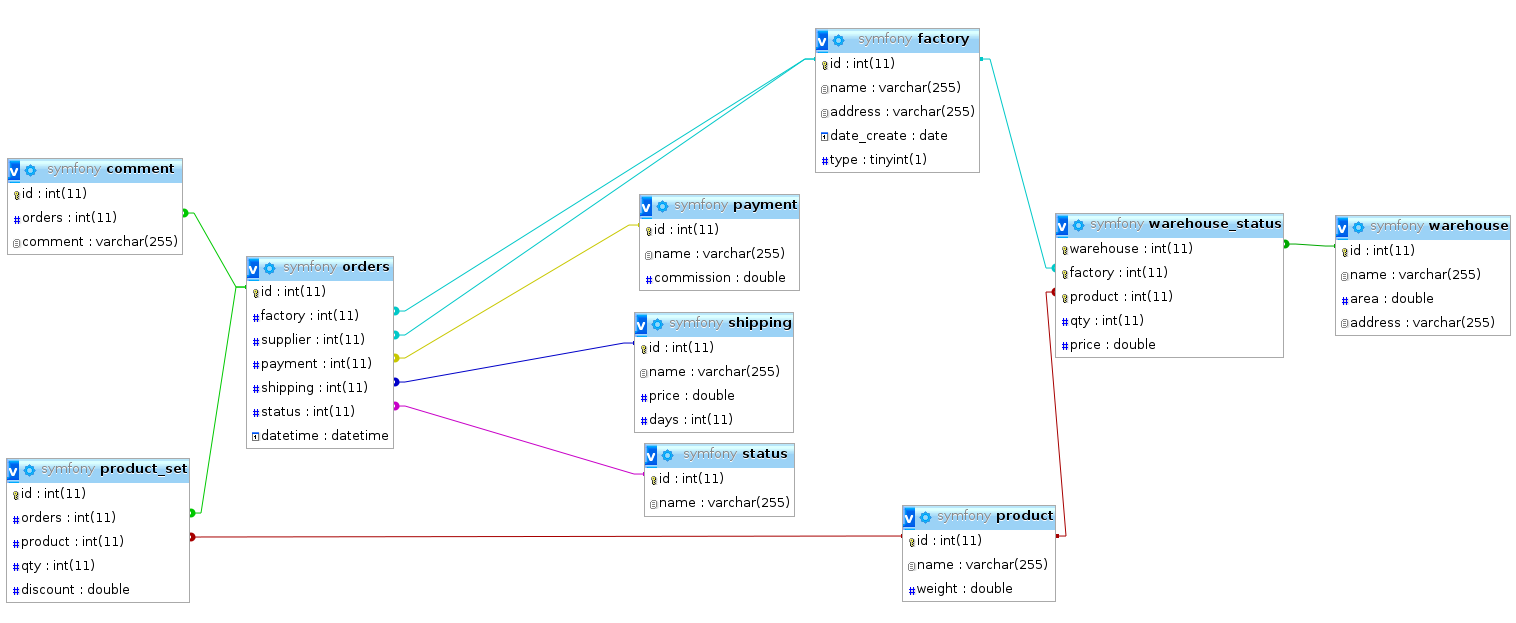 symfony factory
id : int(11)
name : varchar(255)
address : varchar(255)
date_create : date
#type : tinyint(1)
symfony comment
id : int(11)
#orders : int(11)
comment : varchar(255)
symfony payment
id : int(11)
name : varchar(255)
#commission : double
symfony warehouse_status
warehouse : int(11)
factory : int(11)
product : int(11)
#qty : int(11)
#price : double
symfony warehouse
id : int(11)
name : varchar(255)
#area : double
address : varchar(255)
symfony orders
id : int(11)
#factory : int(11)
#supplier : int(11)
#payment : int(11)
#shipping : int(11)
#status : int(11)
datetime : datetime
symfony shipping
id : int(11)
name : varchar(255)
#price : double
#days : int(11)
symfony status
id : int(11)
name : varchar(255)
symfony product_set
id : int(11)
#orders : int(11)
#product : int(11)
#qty : int(11)
#discount : double
symfony product
id : int(11)
name : varchar(255)
#weight : double